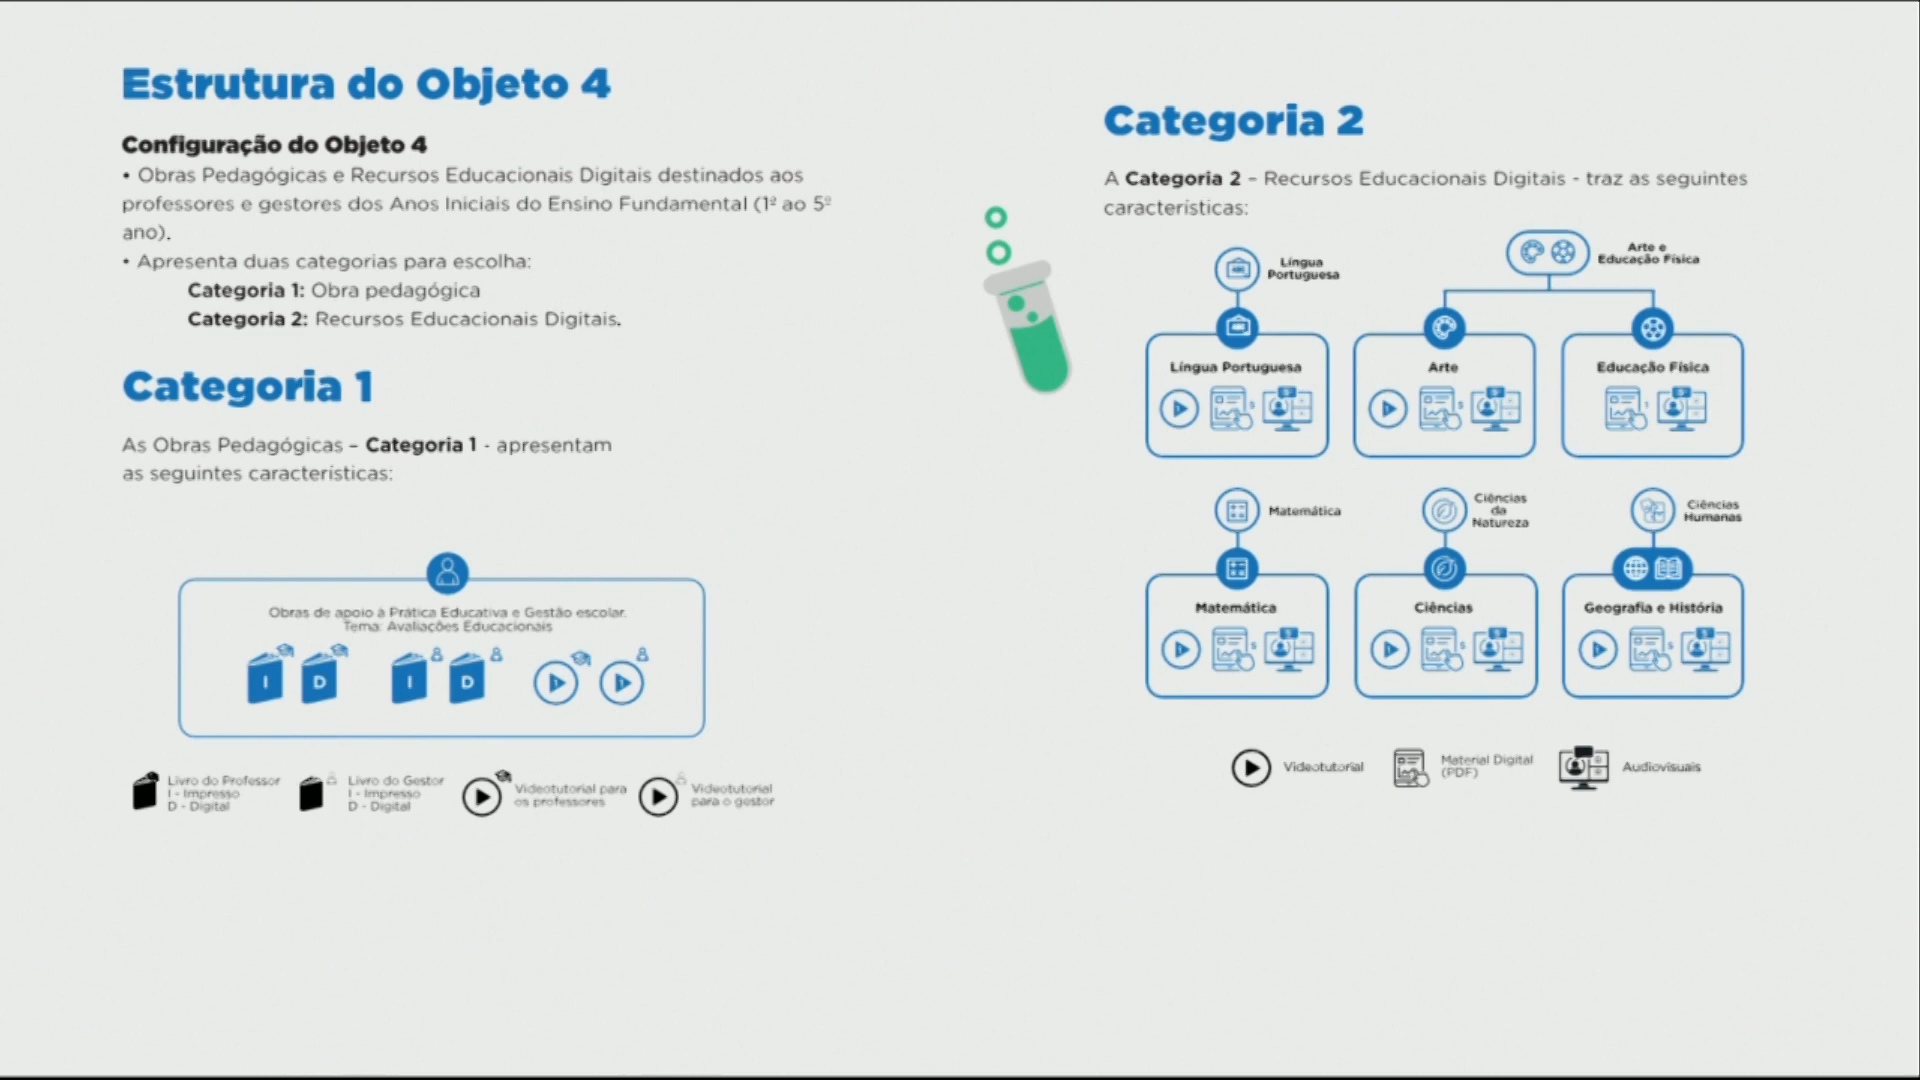 Estrutura do Objeto 4
Configuração do Objeto 4
• Obras Pedagógicas e Recursos Educacionais Digitais destinados aos
professores e gestores dos Anos Iniciais do Ensino Fundamental (1º ao 5º
ano).
• Apresenta duas categorias para escolha:
Categoria 1: Obra pedagógica
Categoria 2: Recursos Educacionais Digitais.
Categoria 1
As Obras Pedagógicas – Categoria 1 - apresentam
as seguintes características:
Obras de apoio à Prática Educativa e Gestão escolar.
Tema: Avaliações Educacionais
I D I D 1 1
Livro do Professor
I - Impresso
D - Digital
Livro do Gestor
I - Impresso
D - Digital
Videotutorial para
os professores
Videotutorial
para o gestor
Categoria 2
A Categoria 2 – Recursos Educacionais Digitais - traz as seguintes
características:
Língua
Portuguesa
Arte e
Educação Física
Língua Portuguesa
Arte
Educação Física
Matemática
Ciências
da
Natureza
Ciências
Humanas
Matemática
Ciências
Geografia e História
Videotutorial
Material Digital
(PDF)
Audiovisuais